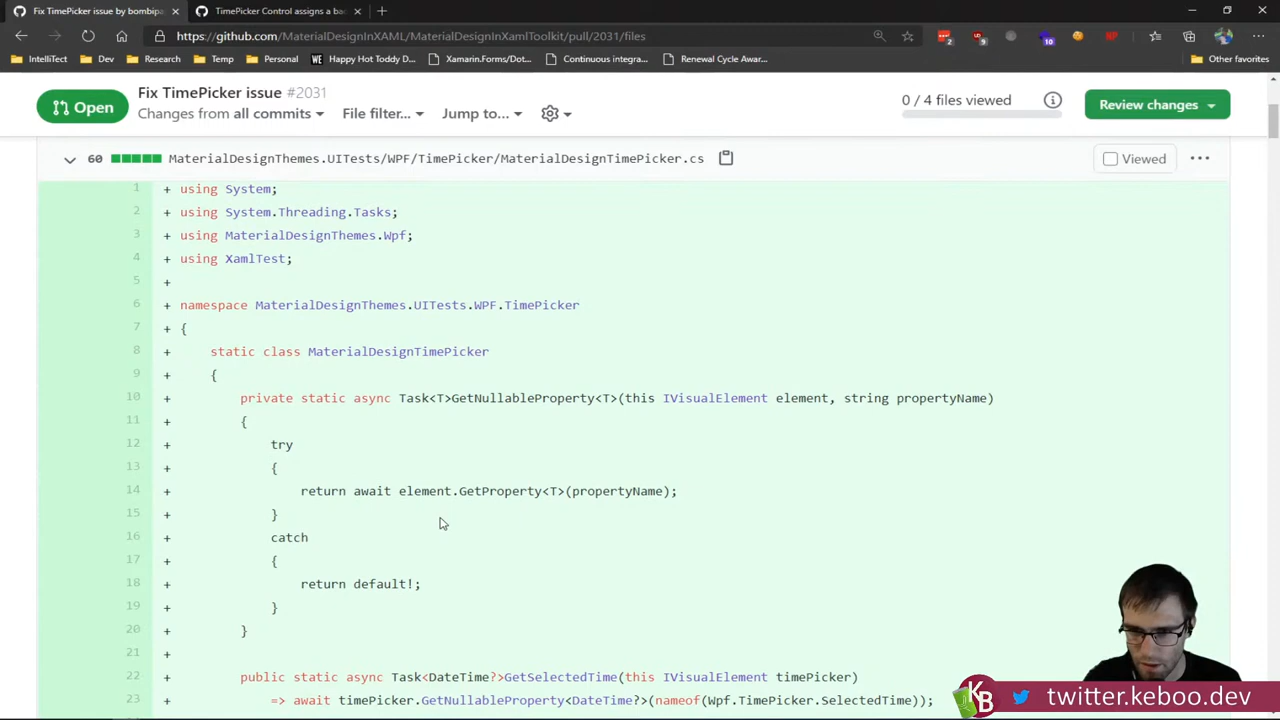 Fix TimePicker issue by bombipa
TimePicker Control assigns a bac
https://github.com/MaterialDesignInXAML/MaterialDesignInXamlToolkit/pull/2031/files
IntelliTect Dev Research Temp Personal Happy Hot Toddy D... Xamarin.Forms/Dot... Continuous integra... Renewal Cycle Awar... Other favorites
Open
Fix TimePicker issue #2031
Changes from all commits File filter... Jump to...
0 / 4 files viewed
Review changes
60 MaterialDesignThemes.UITests/WPF/TimePicker/MaterialDesignTimePicker.cs Viewed
1 + using System;
2 + using System.Threading.Tasks;
3 + using MaterialDesignThemes.Wpf;
4 + using XamlTest;
5 +
6 + namespace MaterialDesignThemes.UITests.WPF.TimePicker
7 + {
8 + static class MaterialDesignTimePicker
9 + {
10 + private static async Task<T>GetNullableProperty<T>(this IVisualElement element, string propertyName)
11 + {
12 + try
13 + {
14 + return await element.GetProperty<T>(propertyName);
15 + }
16 + catch
17 + {
18 + return default!;
19 + }
20 + }
21 +
22 + public static async Task<DateTime?>GetSelectedTime(this IVisualElement timePicker)
23 + => await timePicker.GetNullableProperty<DateTime?>(nameof(Wpf.TimePicker.SelectedTime));
KB twitter.keboo.dev